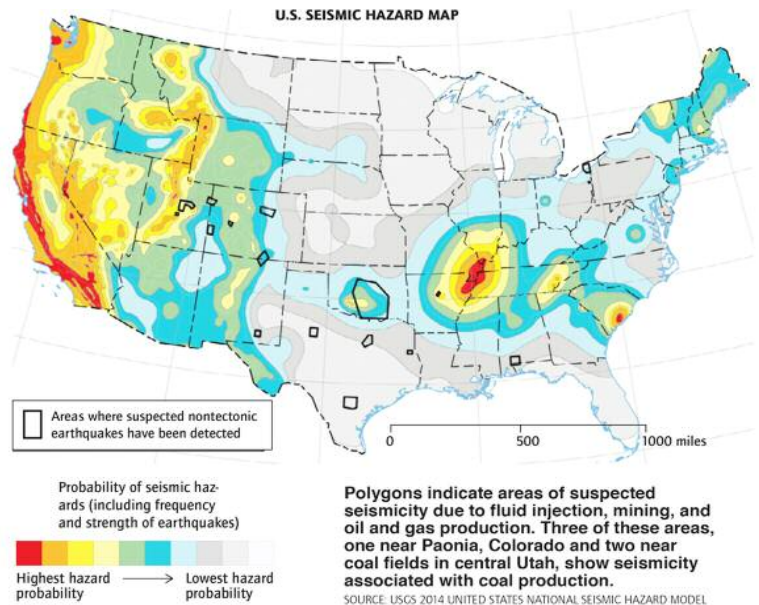 U.S. SEISMIC HAZARD MAP
Areas where suspected nontectonic
earthquakes have been detected
0 500 1000 miles
Probability of seismic haz-
ards (including frequency
and strength of earthquakes)
Highest hazard → Lowest hazard
probability probability
Polygons indicate areas of suspected
seismicity due to fluid injection, mining, and
oil and gas production. Three of these areas,
one near Paonia, Colorado and two near
coal fields in central Utah, show seismicity
associated with coal production.
SOURCE: USGS 2014 UNITED STATES NATIONAL SEISMIC HAZARD MODEL